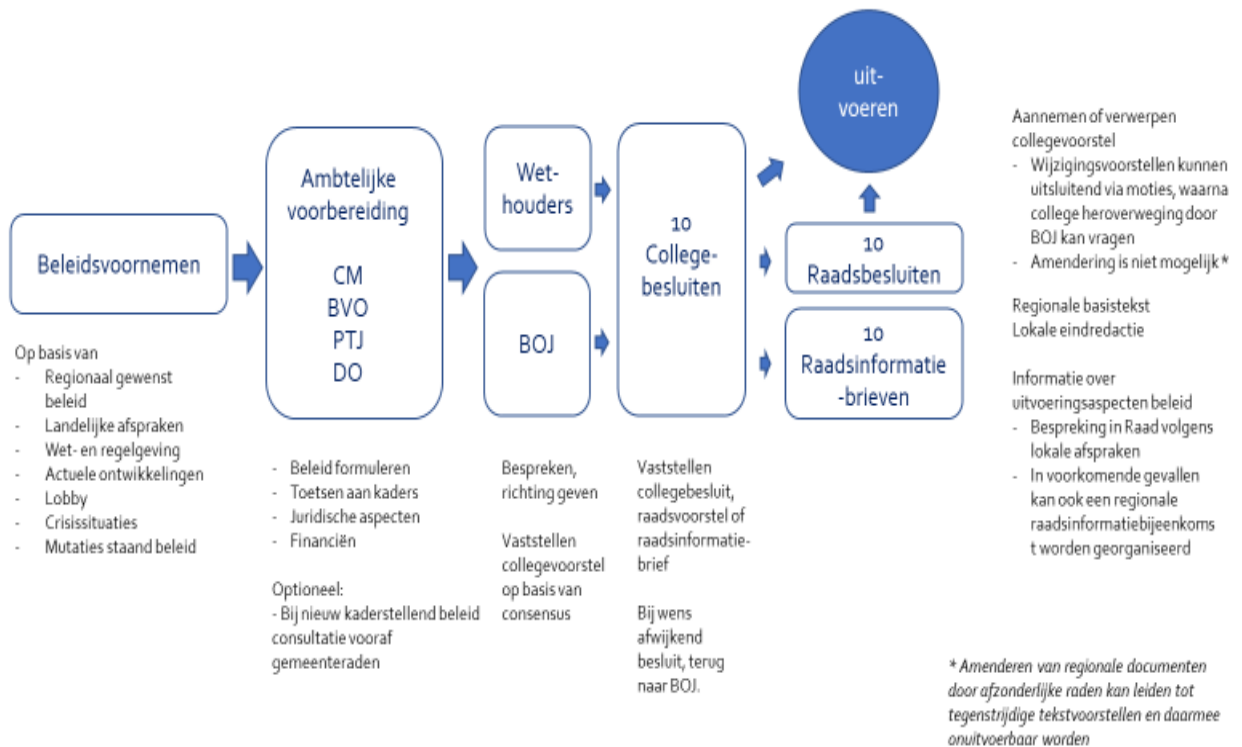 Beleidsvoornemen
Op basis van
- Regionaal gewenst
beleid
- Landelijke afspraken
- Wet- en regelgeving
- Actuele ontwikkelingen
- Lobby
- Crisissituaties
- Mutaties staand beleid
Ambtelijke
voorbereiding
CM
BVO
PTJ
DO
- Beleid formuleren
- Toetsen aan kaders
- Juridische aspecten
- Financiën
Optioneel:
- Bij nieuw kaderstellend beleid
consultatie vooraf
gemeenteraden
Wet-
houders
BOJ
Bespreken,
richting geven
Vaststellen
collegevoorstel
op basis van
consensus
10
College-
besluiten
Vaststellen
collegebesluit,
raadsvoorstel of
raadsinformatie-
brief
Bij wens
afwijkend
besluit, terug
naar BOJ.
uit-
voeren
10
Raadsbesluiten
10
Raadsinformatie
-brieven
Aannemen of verwerpen
collegevoorstel
- Wijzigingsvoorstellen kunnen
uitsluitend via moties, waarna
college heroverweging door
BOJ kan vragen
- Amendering is niet mogelijk *
Regionale basistekst
Lokale eindredactie
Informatie over
uitvoeringsaspecten beleid
- Bespreking in Raad volgens
lokale afspraken
- In voorkomende gevallen
kan ook een regionale
raadsinformatiebijeenkoms
t worden georganiseerd
* Amenderen van regionale documenten
door afzonderlijke raden kan leiden tot
tegenstrijdige tekstvoorstellen en daarmee
onuitvoerbaar worden